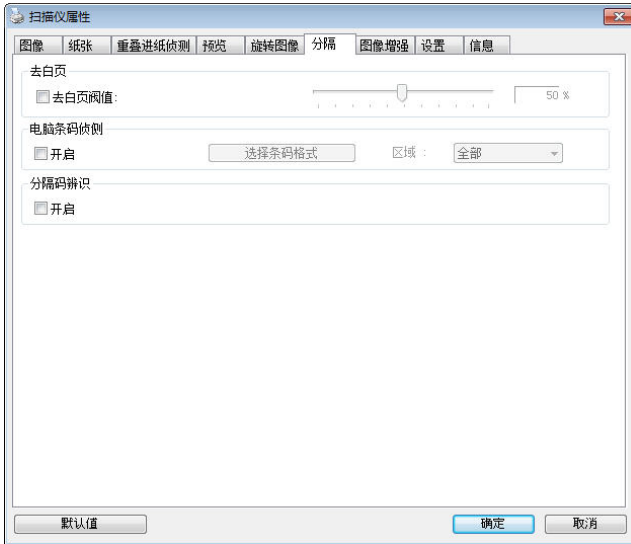 扫描仪属性
图像 纸张 重叠进纸侦测 预览 旋转图像 分隔 图像增强 设置 信息
去白页
去白页阀值: 50 %
电脑条码侦侧
开启 选择条码格式 区域 : 全部
分隔码辨识
开启
默认值 确定 取消